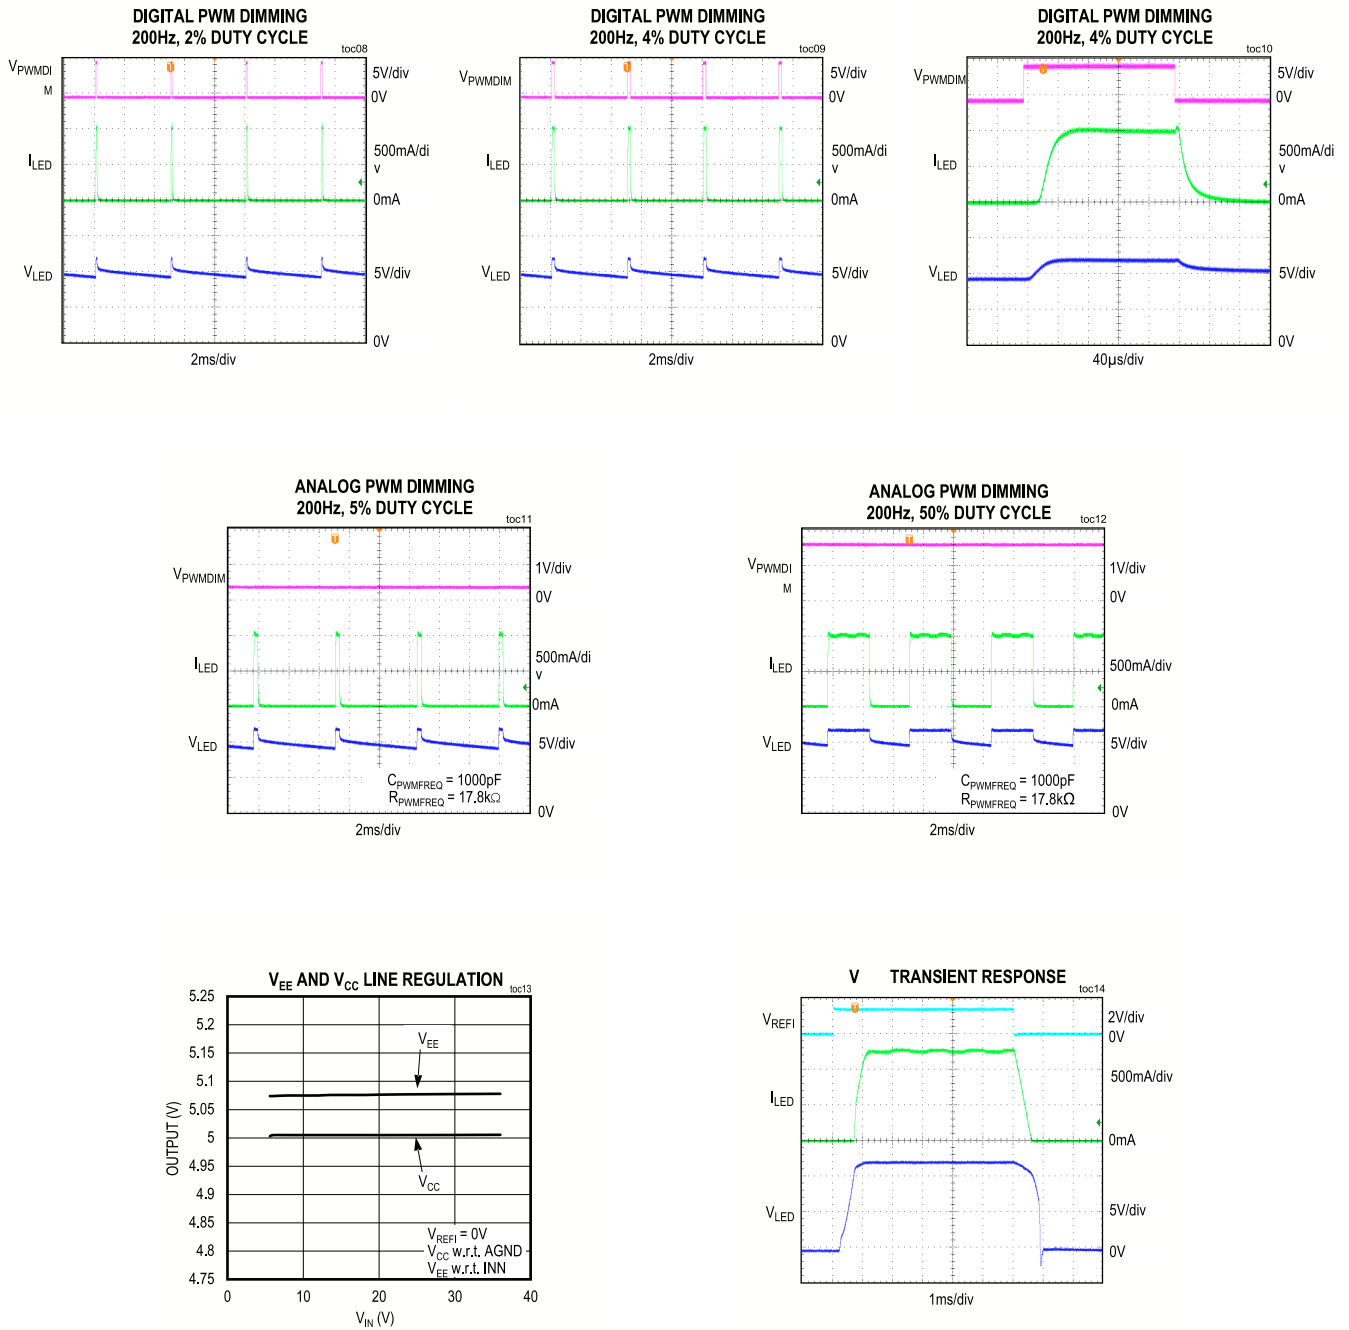 DIGITAL PWM DIMMING
200Hz, 2% DUTY CYCLE
toc08
VPWMDI
M
5V/div
0V
ILED
500mA/di
v
0mA
VLED
5V/div
0V
2ms/div
DIGITAL PWM DIMMING
200Hz, 4% DUTY CYCLE
toc09
VPWMDIM
5V/div
0V
ILED
500mA/di
v
0mA
VLED
5V/div
0V
2ms/div
DIGITAL PWM DIMMING
200Hz, 4% DUTY CYCLE
toc10
VPWMDIM
5V/div
0V
ILED
500mA/di
v
0mA
VLED
5V/div
0V
40µs/div
ANALOG PWM DIMMING
200Hz, 5% DUTY CYCLE
toc11
VPWMDIM
1V/div
0V
ILED
500mA/di
v
0mA
VLED
5V/div
CPWMFREQ = 1000pF
RPWMFREQ = 17.8kΩ
0V
2ms/div
ANALOG PWM DIMMING
200Hz, 50% DUTY CYCLE
toc12
VPWMDI
M
1V/div
0V
ILED
500mA/div
0mA
VLED
5V/div
CPWMFREQ = 1000pF
RPWMFREQ = 17.8kΩ
0V
2ms/div
VEE AND VCC LINE REGULATION
toc13
5.25
5.2
5.15
5.1
5.05
5
4.95
4.9
4.85
4.8
4.75
OUTPUT (V)
VEE
VCC
VREFI = 0V
VCC w.r.t. AGND
VEE w.r.t. INN
0 10 20 30 40
VIN (V)
V TRANSIENT RESPONSE
toc14
VREFI
2V/div
0V
ILED
500mA/div
0mA
VLED
5V/div
0V
1ms/div